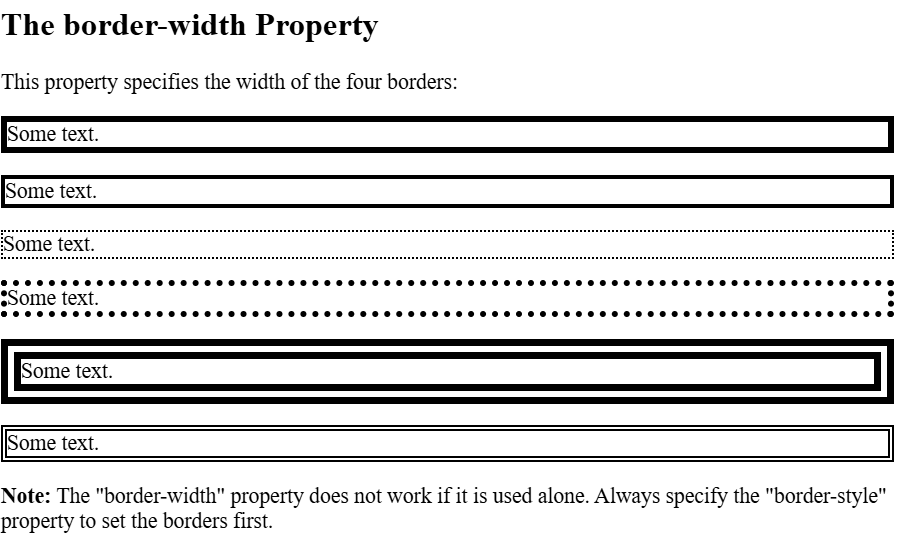 The border-width Property
This property specifies the width of the four borders:
Some text.
Some text.
Some text.
Some text.
Some text.
Some text.
Note: The "border-width" property does not work if it is used alone. Always specify the "border-style"
property to set the borders first.